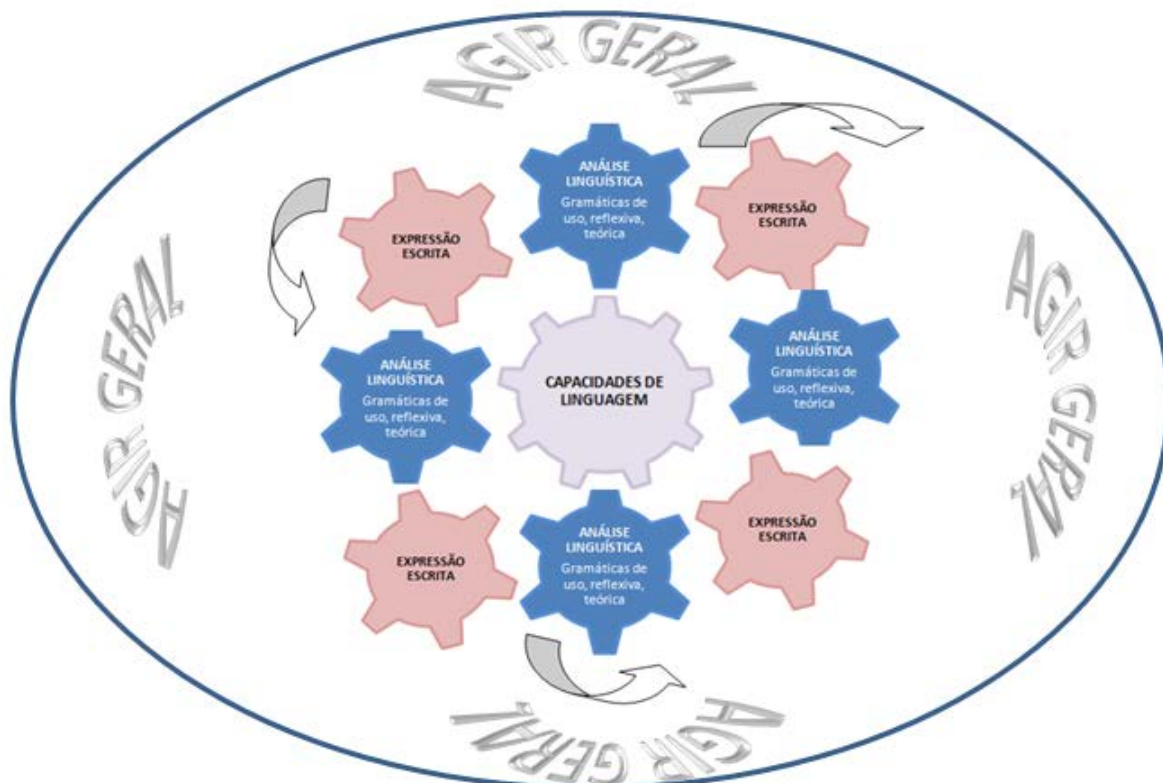 AGIR GERAL
ANÁLISE
LINGUÍSTICA
Gramáticas de
uso, reflexiva,
teórica
EXPRESSÃO
ESCRITA
EXPRESSÃO
ESCRITA
AGIR GERAL
ANÁLISE
LINGUÍSTICA
Gramáticas de
uso, reflexiva,
teórica
CAPACIDADES DE
LINGUAGEM
ANÁLISE
LINGUÍSTICA
Gramáticas de
uso, reflexiva,
teórica
AGIR GERAL
EXPRESSÃO
ESCRITA
ANÁLISE
LINGUÍSTICA
Gramáticas de
uso, reflexiva,
teórica
EXPRESSÃO
ESCRITA
AGIR GERAL